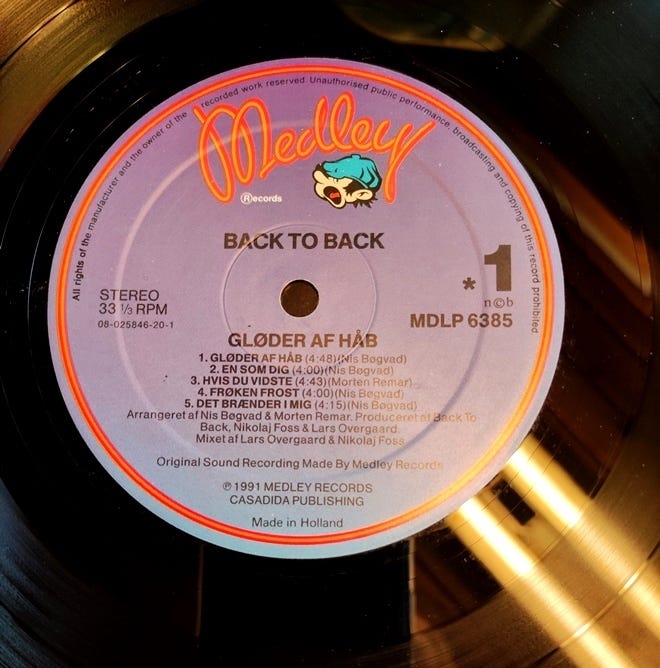 All rights of the manufacturer and the owner of the recorded work reserved. Unauthorised public performance, broadcasting and copying of this record prohibited.
Medley
Ⓡecords
BACK TO BACK
* 1
n©b
STEREO
33 ⅓ RPM
08-025846-20-1
MDLP 6385
GLØDER AF HÅB
1. GLØDER AF HÅB (4:48)(Nis Bøgvad)
2. EN SOM DIG (4:00)(Nis Bøgvad)
3. HVIS DU VIDSTE (4:43)(Morten Remar)
4. FRØKEN FROST (4:00)(Nis Bøgvad)
5. DET BRÆNDER I MIG (4:15)(Nis Bøgvad)
Arrangeret af Nis Bøgvad & Morten Remar. Produceret af Back To
Back, Nikolaj Foss & Lars Overgaard.
Mixet af Lars Overgaard & Nikolaj Foss
Original Sound Recording Made By Medley Records
℗ 1991 MEDLEY RECORDS
CASADIDA PUBLISHING
Made in Holland